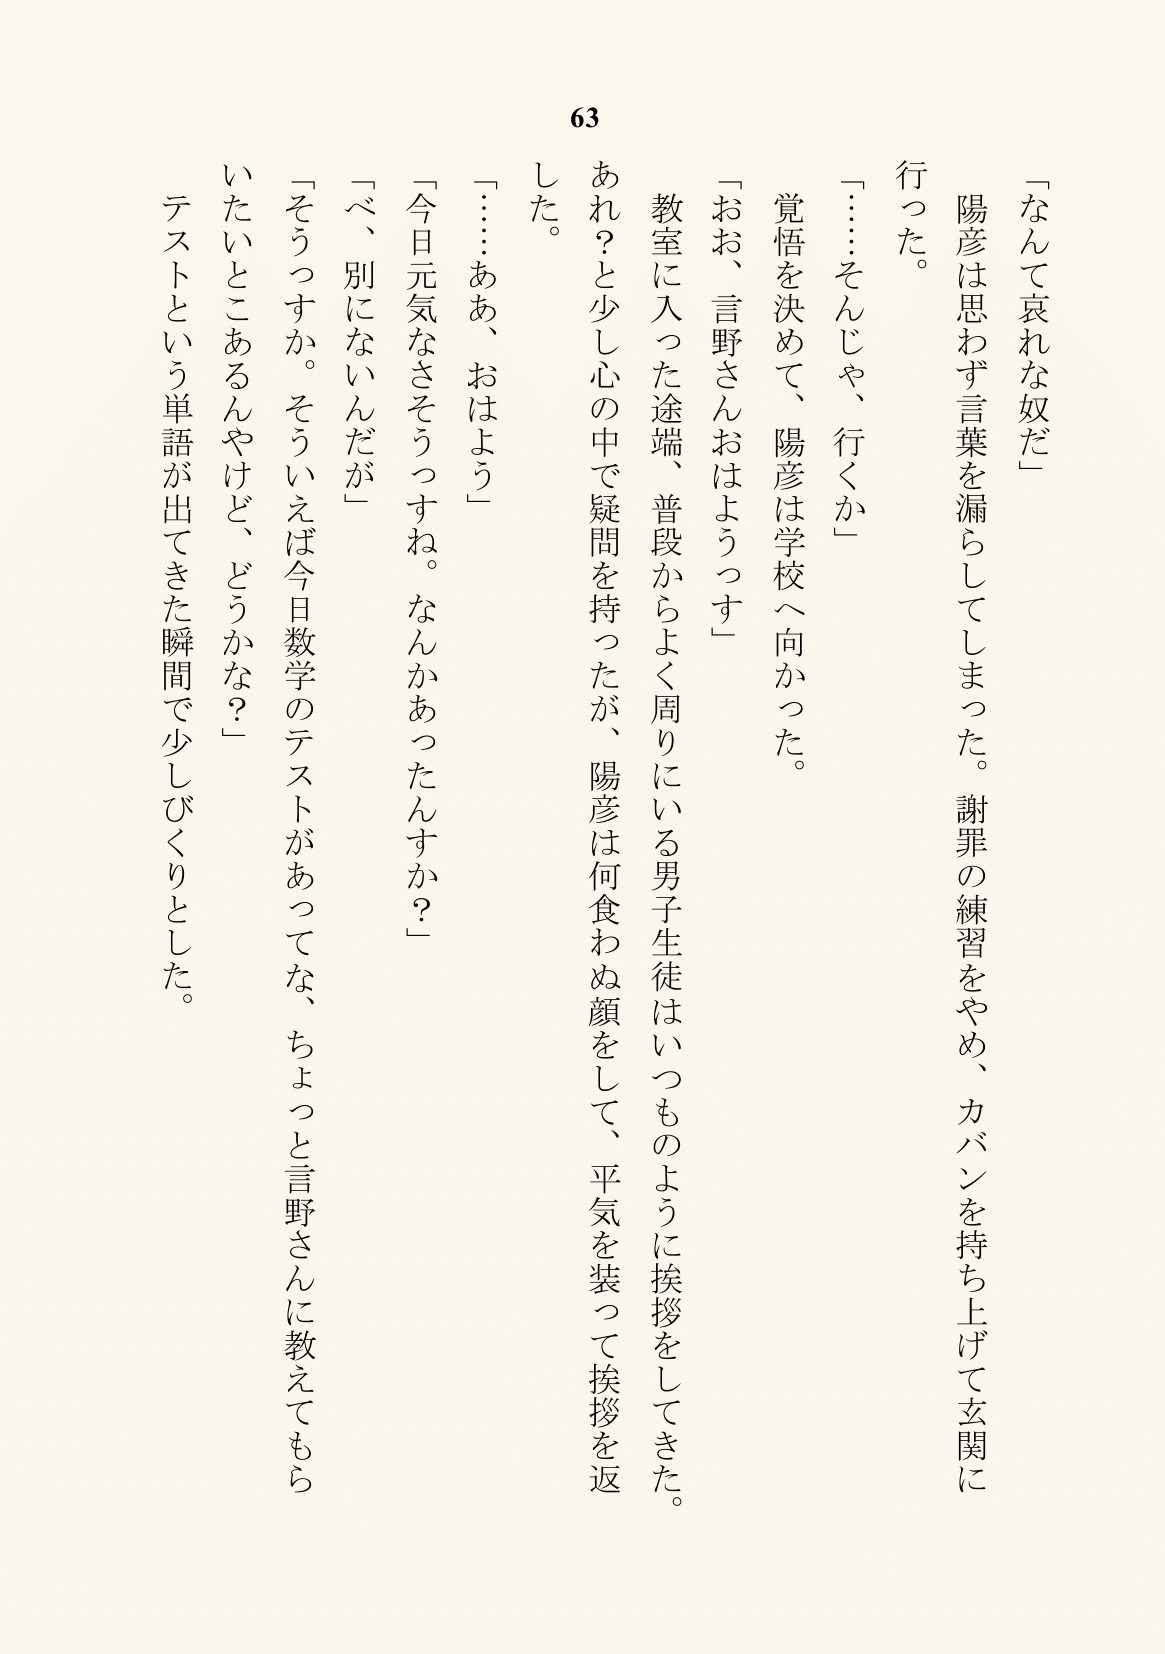 63
「なんて哀れな奴だ」
　陽彦は思わず言葉を漏らしてしまった。謝罪の練習をやめ、カバンを持ち上げて玄関に
行った。
「……そんじゃ、行くか」
　覚悟を決めて、陽彦は学校へ向かった。
「おお、言野さんおはようっす」
　教室に入った途端、普段からよく周りにいる男子生徒はいつものように挨拶をしてきた。
あれ？と少し心の中で疑問を持ったが、陽彦は何食わぬ顔をして、平気を装って挨拶を返
した。
「……ああ、おはよう」
「今日元気なさそうっすね。なんかあったんすか？」
「べ、別にないんだが」
「そうっすか。そういえば今日数学のテストがあってな、ちょっと言野さんに教えてもら
いたいとこあるんやけど、どうかな？」
　テストという単語が出てきた瞬間で少しびくりとした。